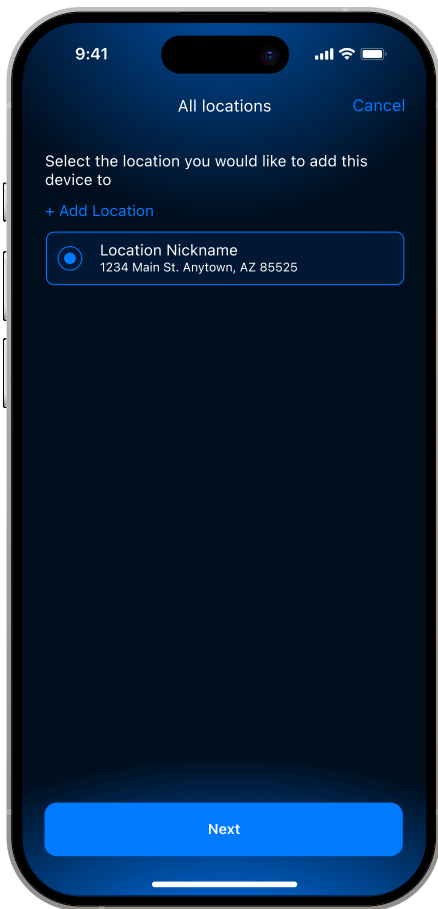 9:41
All locations
Cancel
Select the location you would like to add this
device to
+ Add Location
Location Nickname
1234 Main St. Anytown, AZ 85525
Next